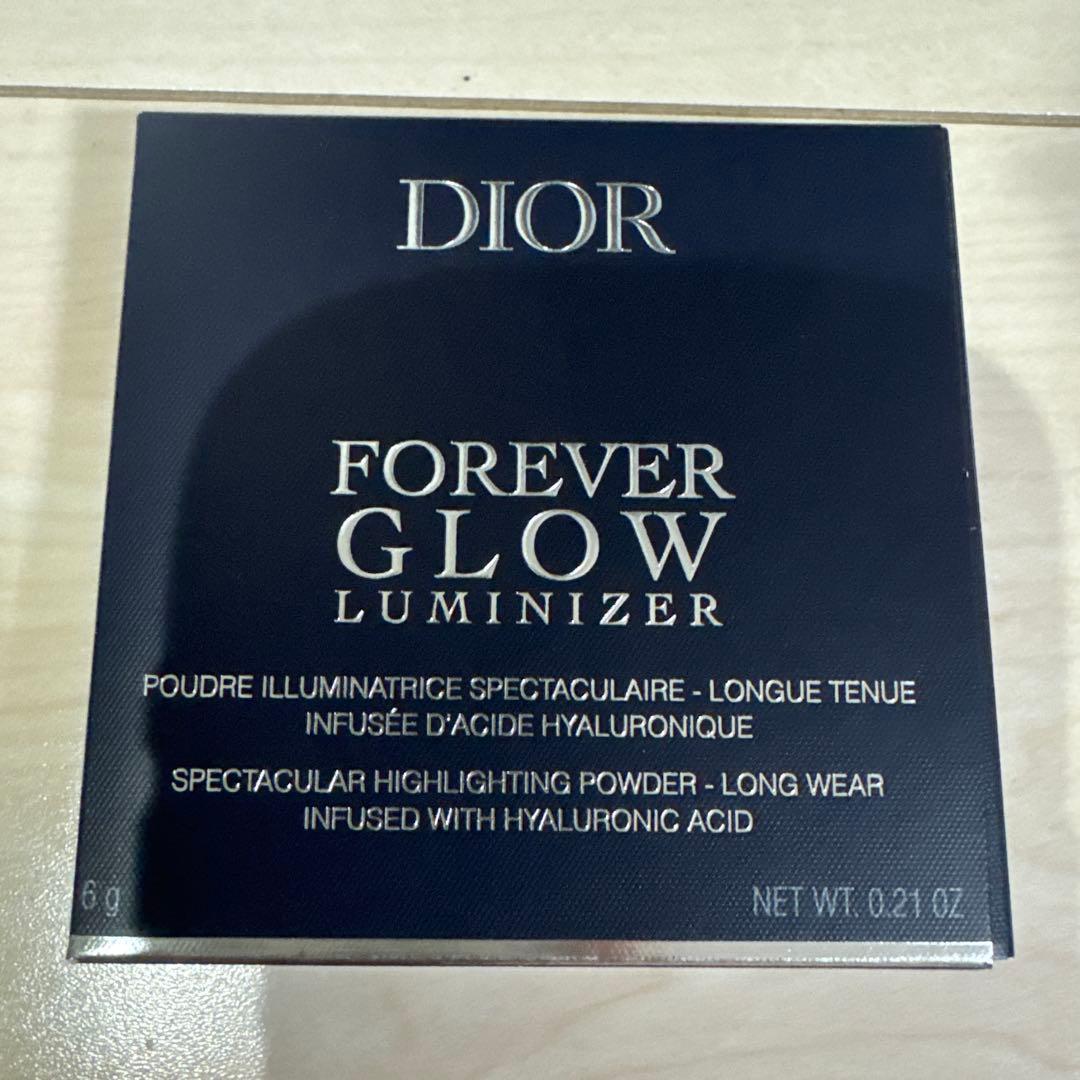 DIOR
FOREVER
GLOW
LUMINIZER
POUDRE ILLUMINATRICE SPECTACULAIRE - LONGUE TENUE
INFUSÉE D'ACIDE HYALURONIQUE
SPECTACULAR HIGHLIGHTING POWDER - LONG WEAR
INFUSED WITH HYALURONIC ACID
6 g NET WT. 0.21 OZ